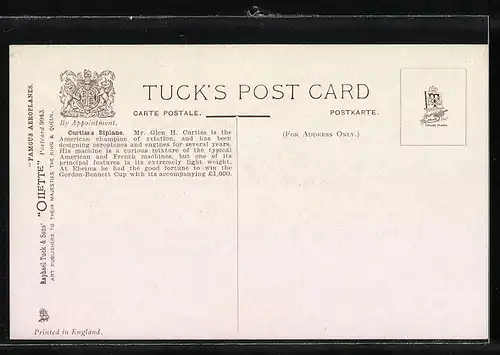 TUCK'S POST CARD
CARTE POSTALE.
POSTKARTE.
By Appointment.
(FOR ADDRESS ONLY.)
Curtiss's Biplane. Mr. Glen H. Curtiss is the
American champion of aviation, and has been
designing aeroplanes and engines for several years.
His machine is a curious mixture of the typical
American and French machines, but one of its
principal features is its extremely light weight.
At Rheims he had the good fortune to win the
Gordon-Bennett Cup with its accompanying £1,000.
TRADE MARK.
"FAMOUS AEROPLANES."
Raphael Tuck & Sons' "OILETTE" Postcard 9943
ART PUBLISHERS TO THEIR MAJESTIES THE KING & QUEEN.
Printed in England.